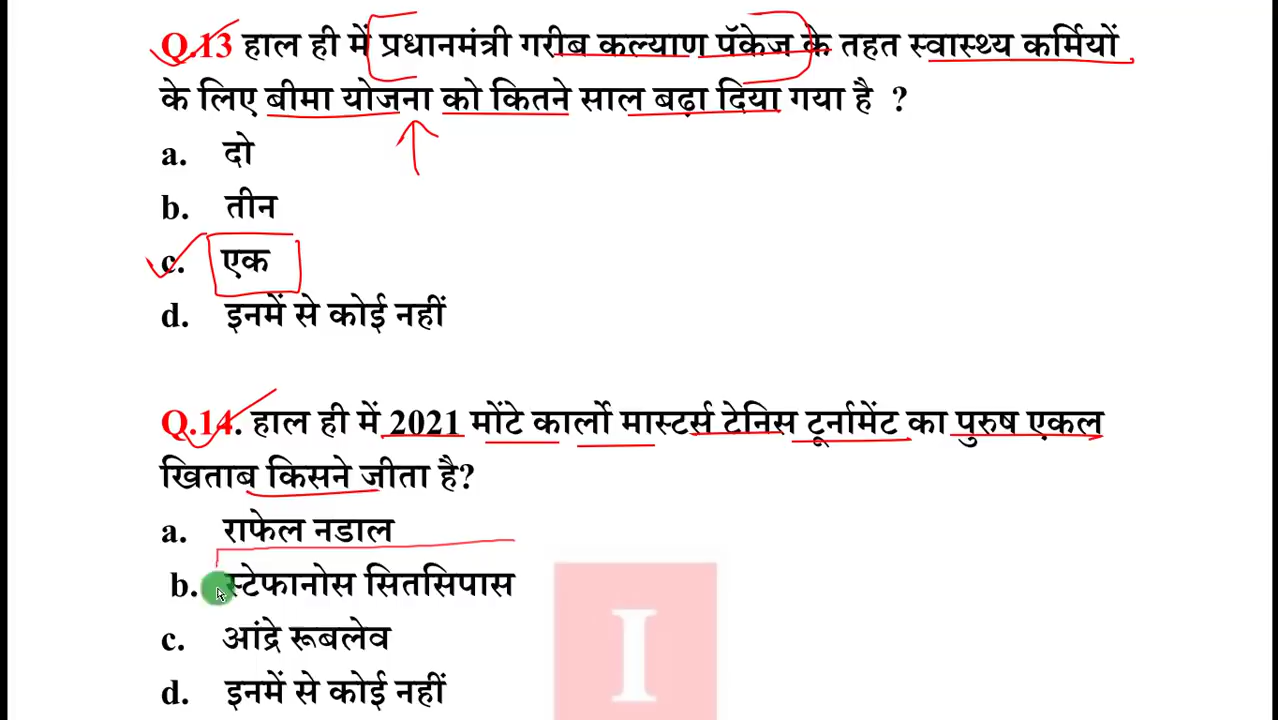 Q.13 हाल ही में प्रधानमंत्री गरीब कल्याण पॅकेज के तहत स्वास्थ्य कर्मियों
के लिए बीमा योजना को कितने साल बढ़ा दिया गया है ?
a. दो
b. तीन
c. एक
d. इनमें से कोई नहीं
Q.14. हाल ही में 2021 मोंटे कार्लो मास्टर्स टेनिस टूर्नामेंट का पुरुष एकल
खिताब किसने जीता है?
a. राफेल नडाल
b. स्टेफानोस सितसिपास
c. आंद्रे रूबलेव
d. इनमें से कोई नहीं
I